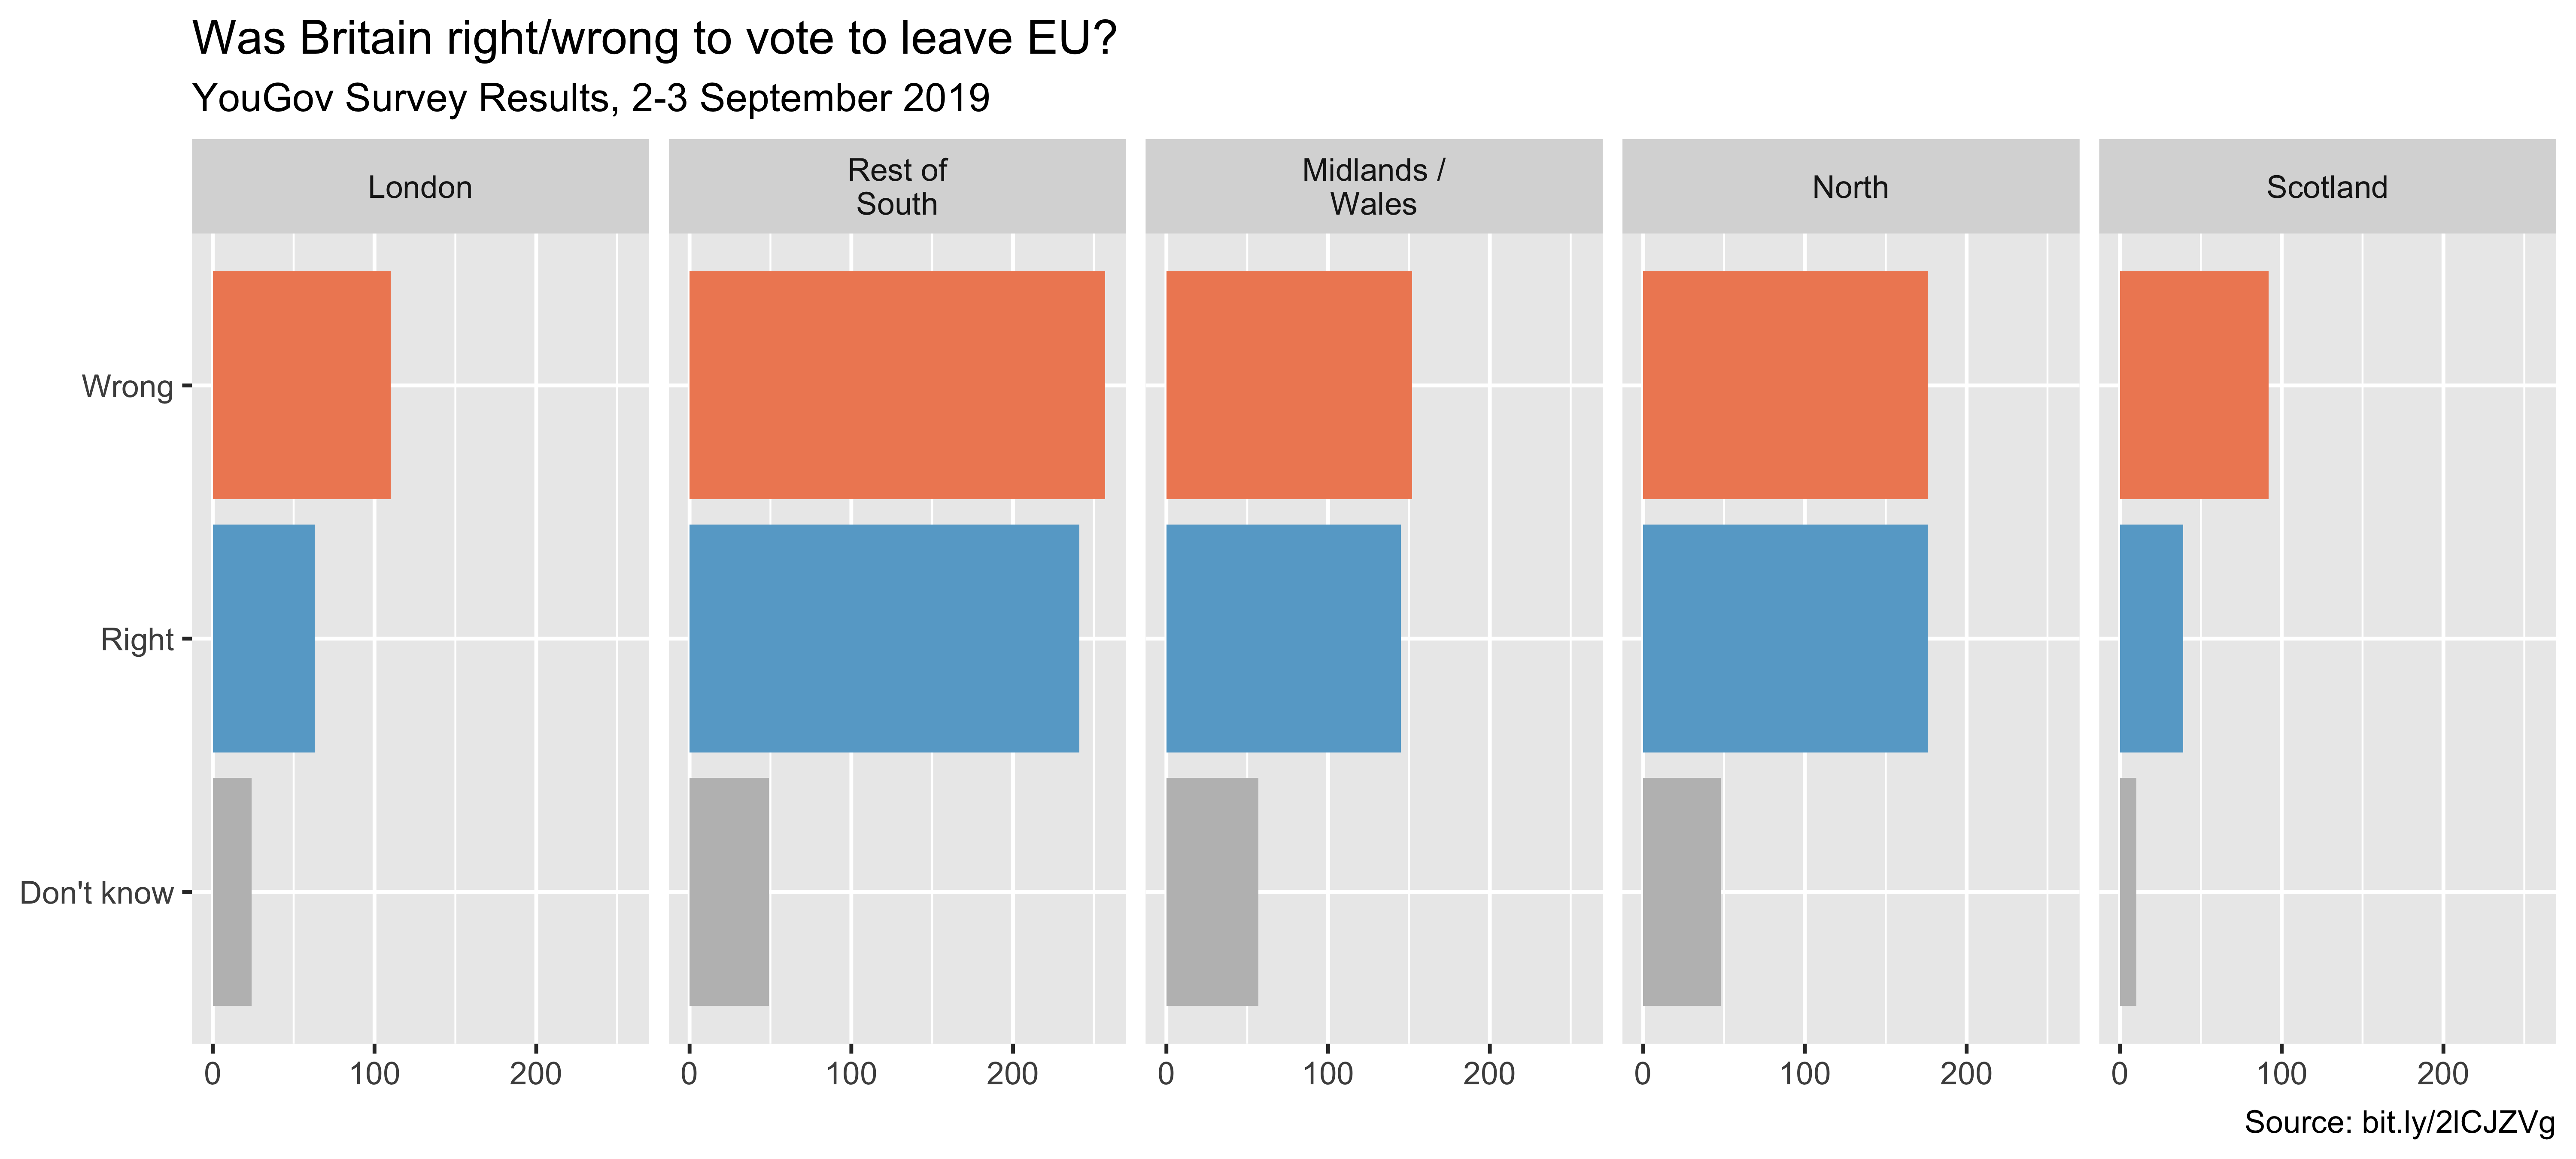 Was Britain right/wrong to vote to leave EU?
YouGov Survey Results, 2-3 September 2019
London
Rest of
South
Midlands /
Wales
North
Scotland
Wrong
Right
Don't know
0 100 200
0 100 200
0 100 200
0 100 200
0 100 200
Source: bit.ly/2lCJZVg